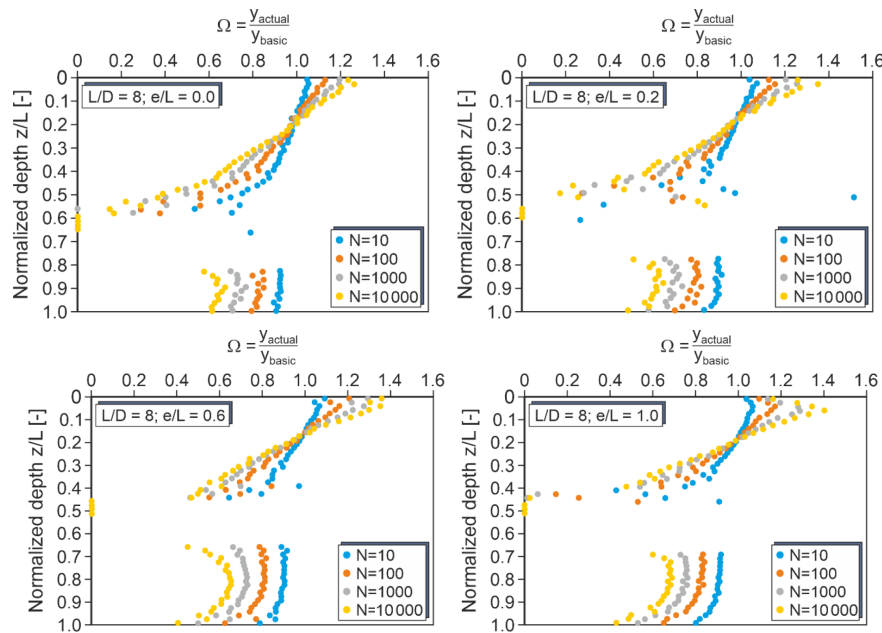 Ω = y_actual / y_basic
0 0.2 0.4 0.6 0.8 1.0 1.2 1.4 1.6
Normalized depth z/L [-]
0
0.1
0.2
0.3
0.4
0.5
0.6
0.7
0.8
0.9
1.0
L/D = 8; e/L = 0.0
N=10
N=100
N=1000
N=10 000
Ω = y_actual / y_basic
0 0.2 0.4 0.6 0.8 1.0 1.2 1.4 1.6
Normalized depth z/L [-]
0
0.1
0.2
0.3
0.4
0.5
0.6
0.7
0.8
0.9
1.0
L/D = 8; e/L = 0.2
N=10
N=100
N=1000
N=10 000
Ω = y_actual / y_basic
0 0.2 0.4 0.6 0.8 1.0 1.2 1.4 1.6
Normalized depth z/L [-]
0
0.1
0.2
0.3
0.4
0.5
0.6
0.7
0.8
0.9
1.0
L/D = 8; e/L = 0.6
N=10
N=100
N=1000
N=10 000
Ω = y_actual / y_basic
0 0.2 0.4 0.6 0.8 1.0 1.2 1.4 1.6
Normalized depth z/L [-]
0
0.1
0.2
0.3
0.4
0.5
0.6
0.7
0.8
0.9
1.0
L/D = 8; e/L = 1.0
N=10
N=100
N=1000
N=10 000